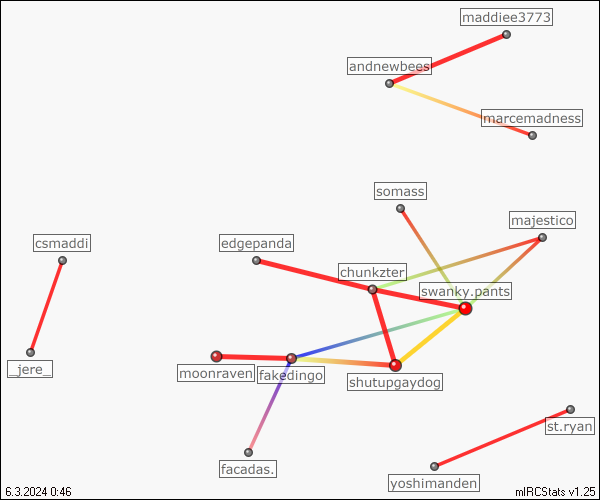 maddiee3773
andnewbees
marcemadness
somass
majestico
csmaddi
edgepanda
chunkzter
swanky.pants
_jere_
moonraven
fakedingo
shutupgaydog
st.ryan
facadas.
yoshimanden
6.3.2024 0:46
mIRCStats v1.25